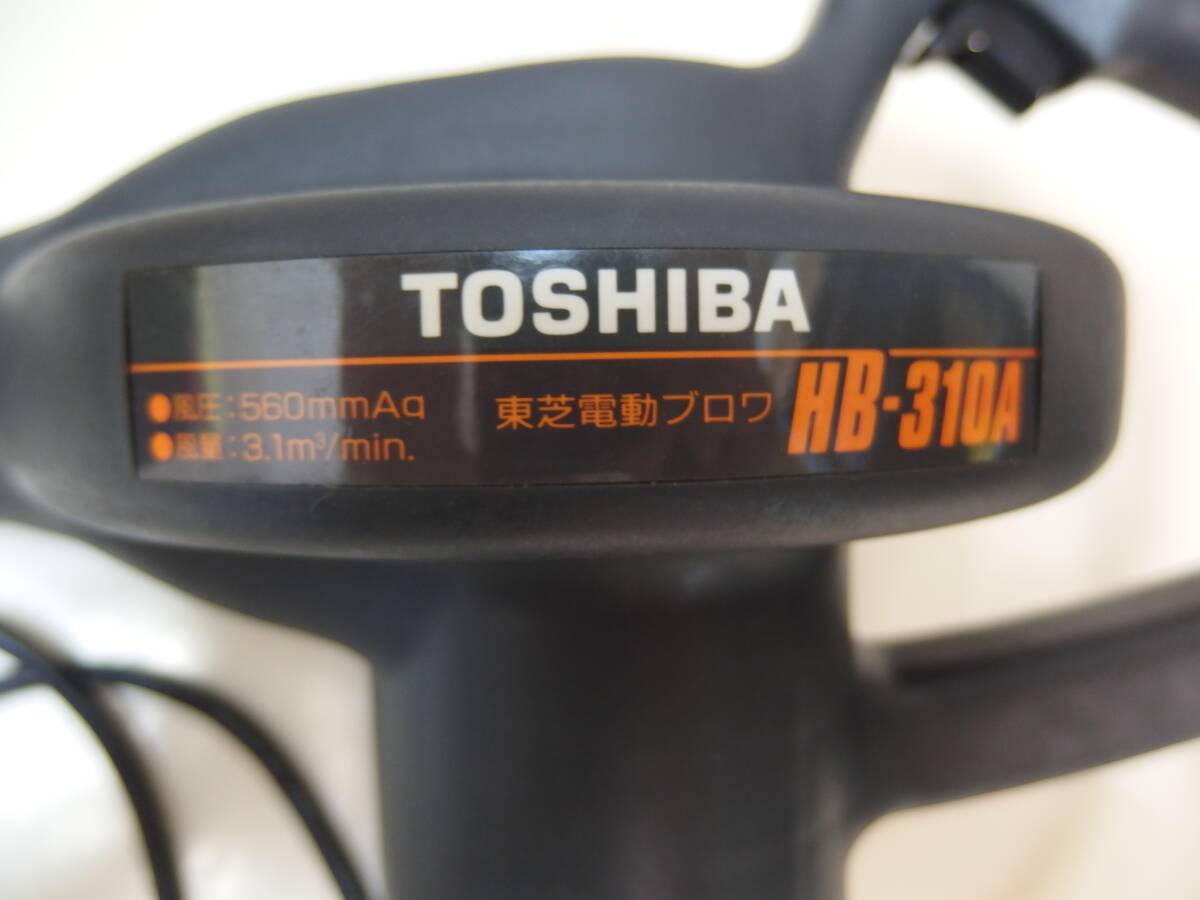 TOSHIBA
●風圧:560mmAq
●風量:3.1m³/min.
東芝電動ブロワ
HB-310A